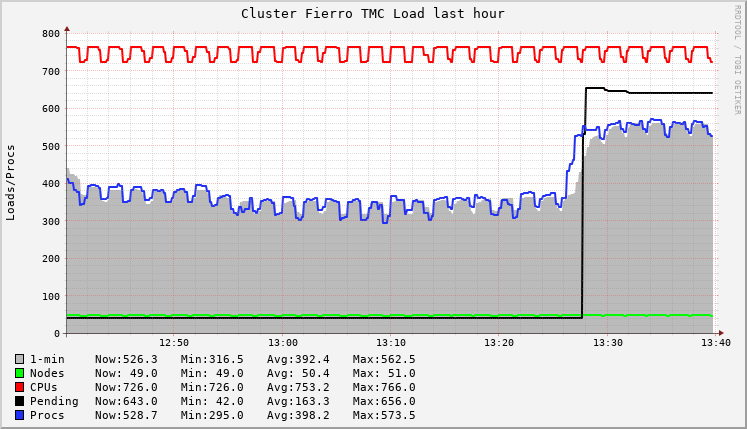 Cluster Fierro TMC Load last hour
RRDTOOL / TOBI OETIKER
Loads/Procs
800
700
600
500
400
300
200
100
0
12:50 13:00 13:10 13:20 13:30 13:40
1-min Now:526.3 Min:316.5 Avg:392.4 Max:562.5
Nodes Now: 49.0 Min: 49.0 Avg: 50.4 Max: 51.0
CPUs Now:726.0 Min:726.0 Avg:753.2 Max:766.0
Pending Now:643.0 Min: 42.0 Avg:163.3 Max:656.0
Procs Now:528.7 Min:295.0 Avg:398.2 Max:573.5